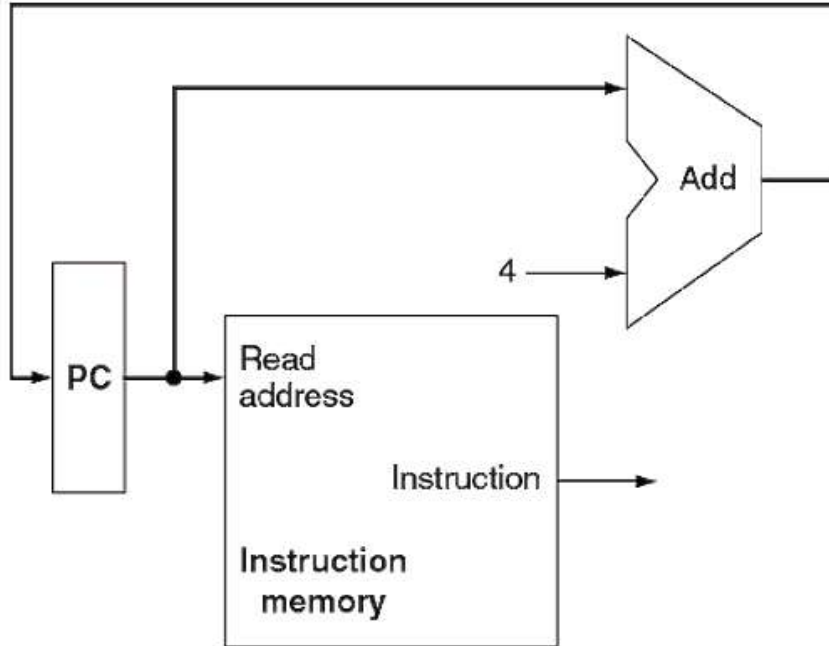 Add
4
PC
Read
address
Instruction
Instruction
memory